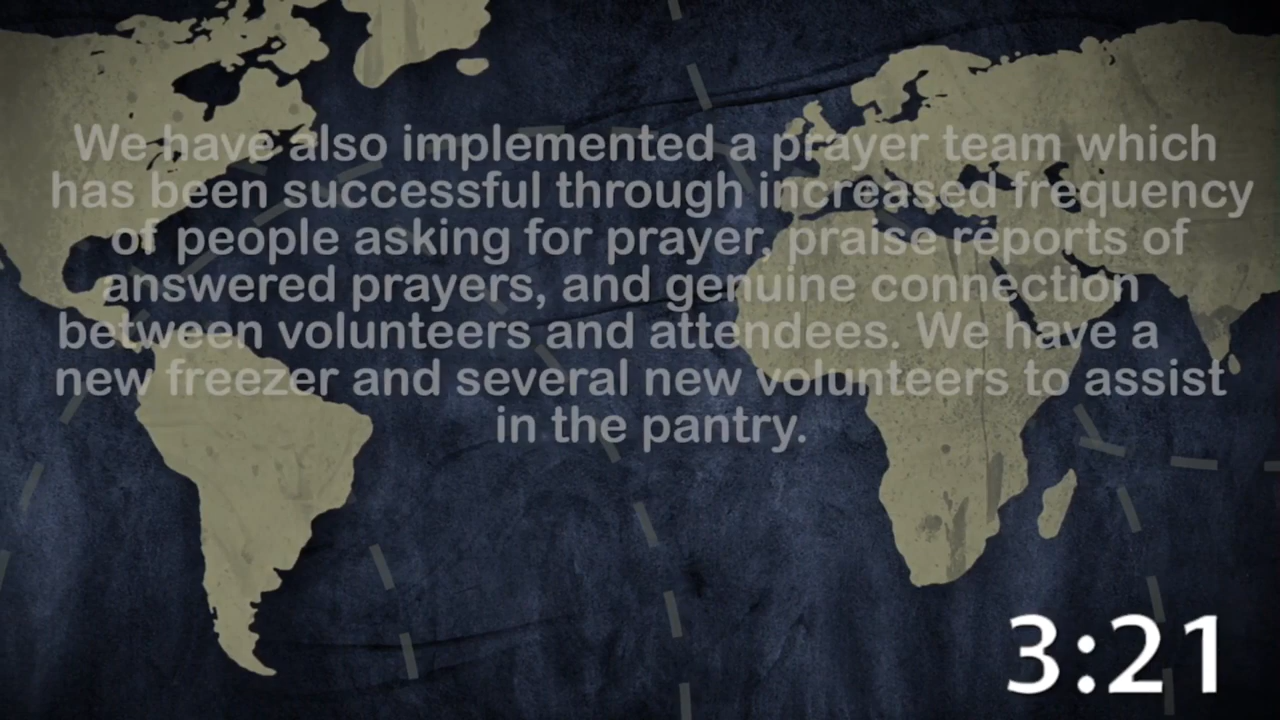 We have also implemented a prayer team which
has been successful through increased frequency
of people asking for prayer, praise reports of
answered prayers, and genuine connection
between volunteers and attendees. We have a
new freezer and several new volunteers to assist
in the pantry.
3:21